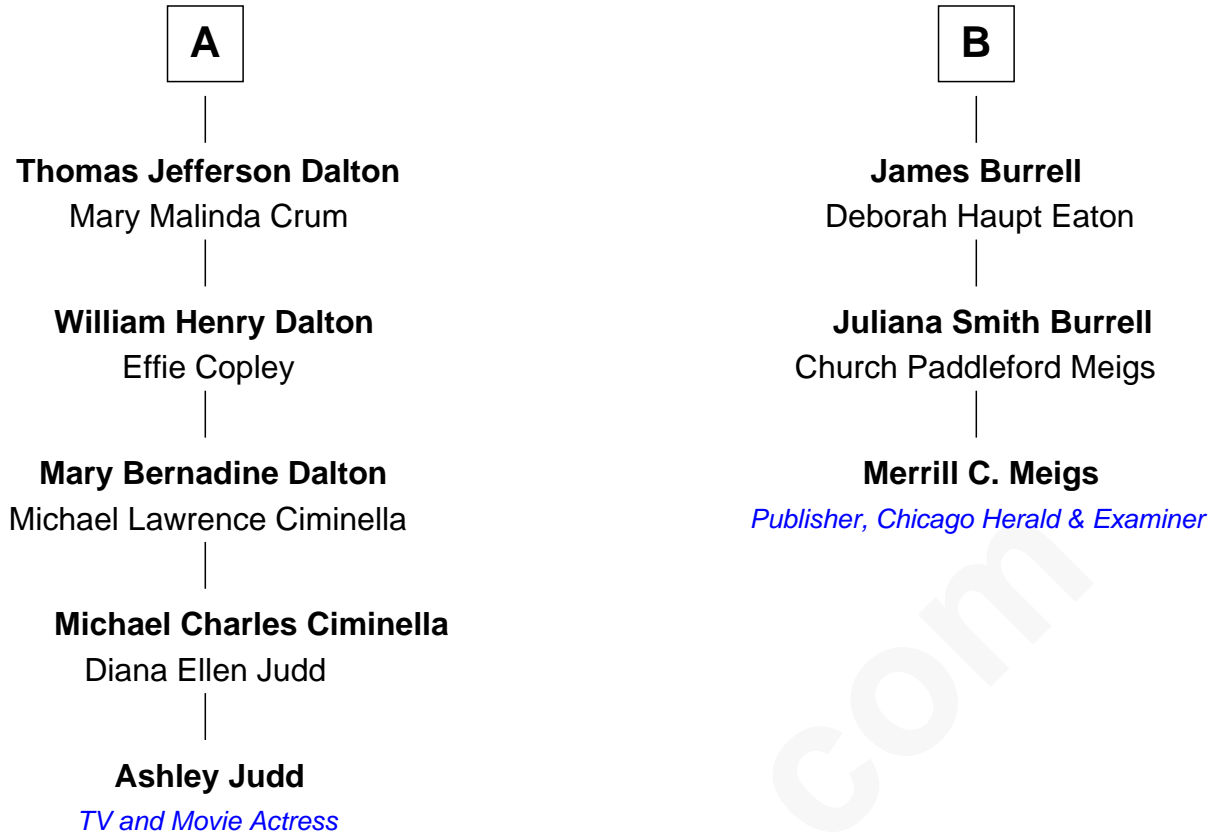 A
Thomas Jefferson Dalton
Mary Malinda Crum
William Henry Dalton
Effie Copley
Mary Bernadine Dalton
Michael Lawrence Ciminella
Michael Charles Ciminella
Diana Ellen Judd
Ashley Judd
TV and Movie Actress
B
James Burrell
Deborah Haupt Eaton
Juliana Smith Burrell
Church Paddleford Meigs
Merrill C. Meigs
Publisher, Chicago Herald & Examiner
com